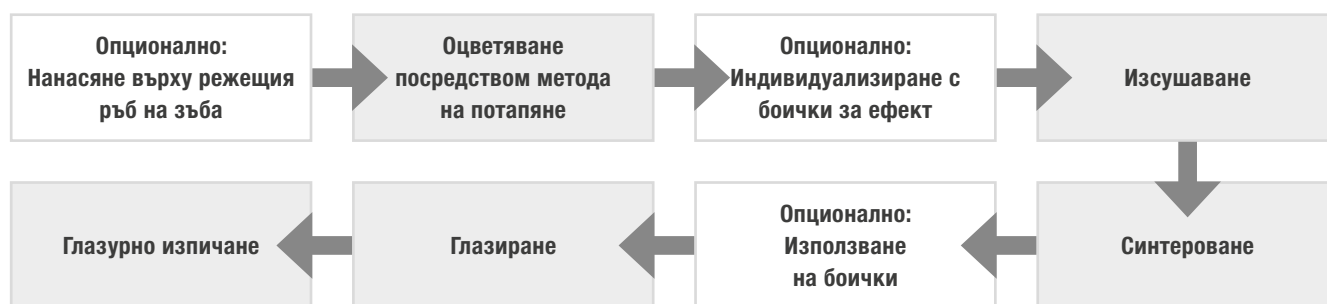 Опционално:
Нанасяне върху режещия
ръб на зъба
Оцветяване
посредством метода
на потапяне
Опционално:
Индивидуализиране с
боички за ефект
Изсушаване
Синтероване
Опционално:
Използване
на боички
Глазиране
Глазурно изпичане